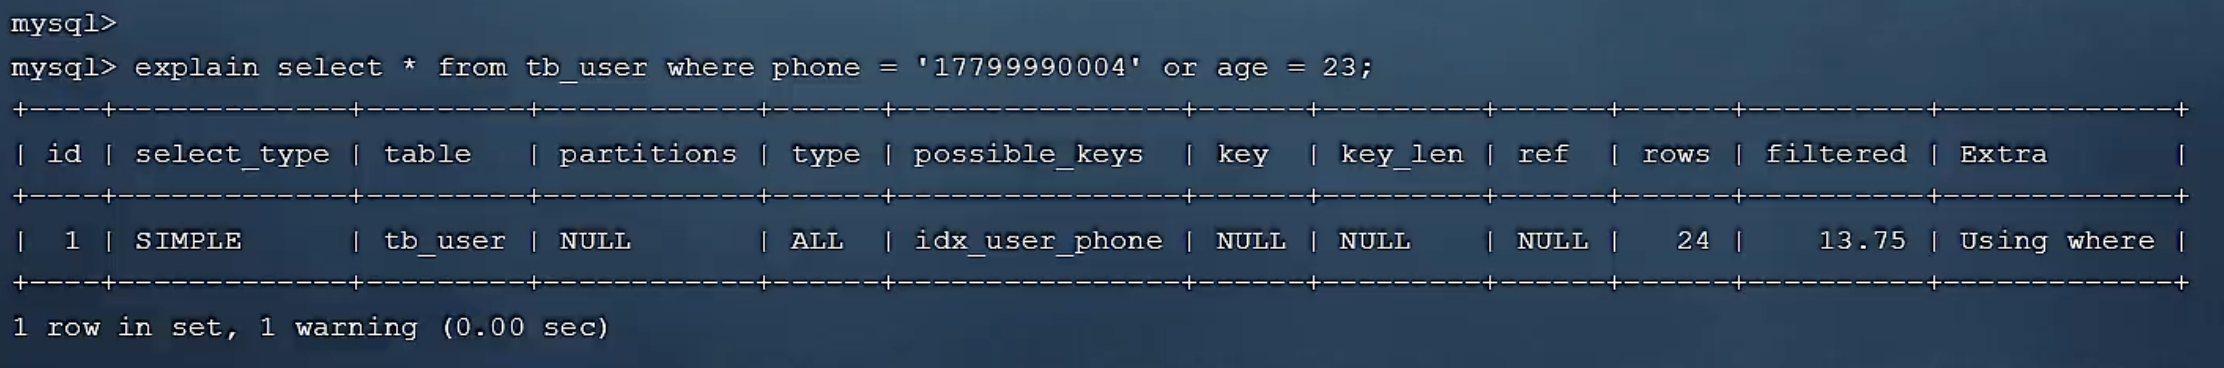 mysql>
mysql> explain select * from tb_user where phone = '17799990004' or age = 23;
+----+-------------+---------+------------+------+----------------+------+---------+------+------+----------+-------------+
| id | select_type | table   | partitions | type | possible_keys  | key  | key_len | ref  | rows | filtered | Extra       |
+----+-------------+---------+------------+------+----------------+------+---------+------+------+----------+-------------+
|  1 | SIMPLE      | tb_user | NULL       | ALL  | idx_user_phone | NULL | NULL    | NULL |   24 |    13.75 | Using where |
+----+-------------+---------+------------+------+----------------+------+---------+------+------+----------+-------------+
1 row in set, 1 warning (0.00 sec)